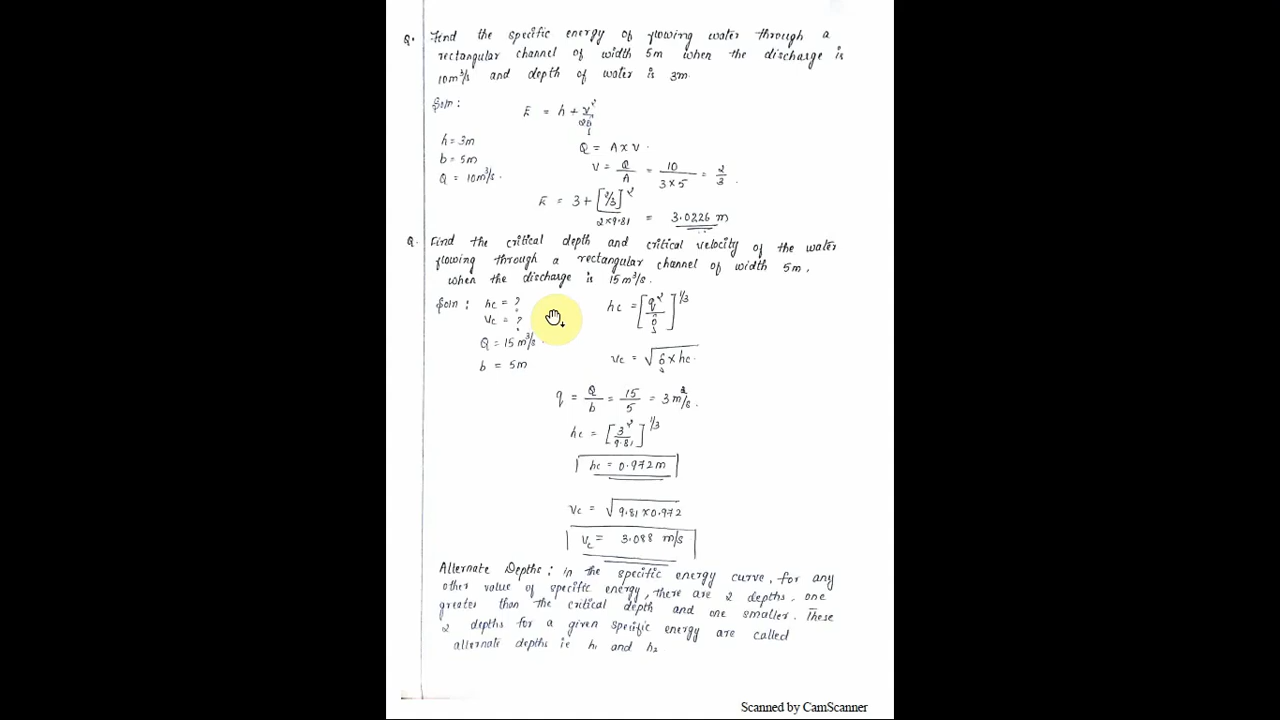 Q. Find the specific energy of flowing water through a
rectangular channel of width 5m when the discharge is
10m³/s and depth of water is 3m.
Soln:
E = h + v²/2g
h = 3m
b = 5m
Q = 10m³/s.
Q = A x V.
V = Q/A = 10/3x5 = 2/3.
E = 3 + [2/3]²/2x9.81 = 3.0226 m
Q. Find the critical depth and critical velocity of the water
flowing through a rectangular channel of width 5m,
when the discharge is 15m³/s.
Soln: hc = ?
Vc = ?
Q = 15 m³/s.
b = 5m
hc = [q²/g]^1/3
Vc = √g x hc.
q = Q/b = 15/5 = 3 m²/s.
hc = [3²/9.81]^1/3
hc = 0.972m
Vc = √9.81x0.972
Vc = 3.088 m/s
Alternate Depths: in the specific energy curve, for any
other value of specific energy, there are 2 depths, one
greater than the critical depth and one smaller. These
2 depths for a given specific energy are called
alternate depths ie h₁ and h₂
Scanned by CamScanner